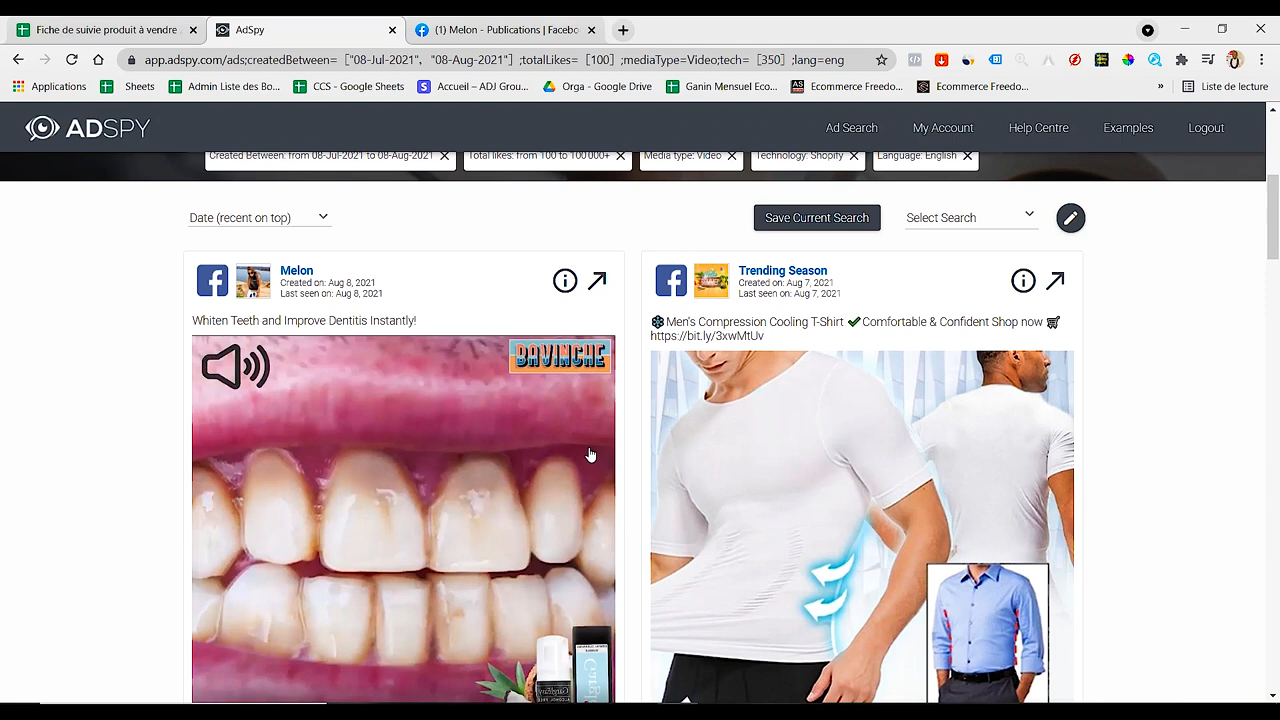 Fiche de suivie produit à vendre
AdSpy
(1) Melon - Publications | Facebo
app.adspy.com/ads;createdBetween= ["08-Jul-2021", "08-Aug-2021"] ;totalLikes= [100] ;mediaType=Video;tech= [350] ;lang=eng
Applications
Sheets
Admin Liste des Bo...
CCS - Google Sheets
Accueil – ADJ Grou...
Orga - Google Drive
Ganin Mensuel Eco...
Ecommerce Freedo...
Ecommerce Freedo...
»
Liste de lecture
ADSPY
Ad Search
My Account
Help Centre
Examples
Logout
Created Between: from 08-Jul-2021 to 08-Aug-2021
Total likes: from 100 to 100000+
Media type: Video
Technology: Shopify
Language: English
Date (recent on top)
Save Current Search
Select Search
Melon
Created on: Aug 8, 2021
Last seen on: Aug 8, 2021
Whiten Teeth and Improve Dentitis Instantly!
BAVINCHE
Trending Season
Created on: Aug 7, 2021
Last seen on: Aug 7, 2021
❄Men's Compression Cooling T-Shirt ✔Comfortable & Confident Shop now 🛒
https://bit.ly/3xwMtUv